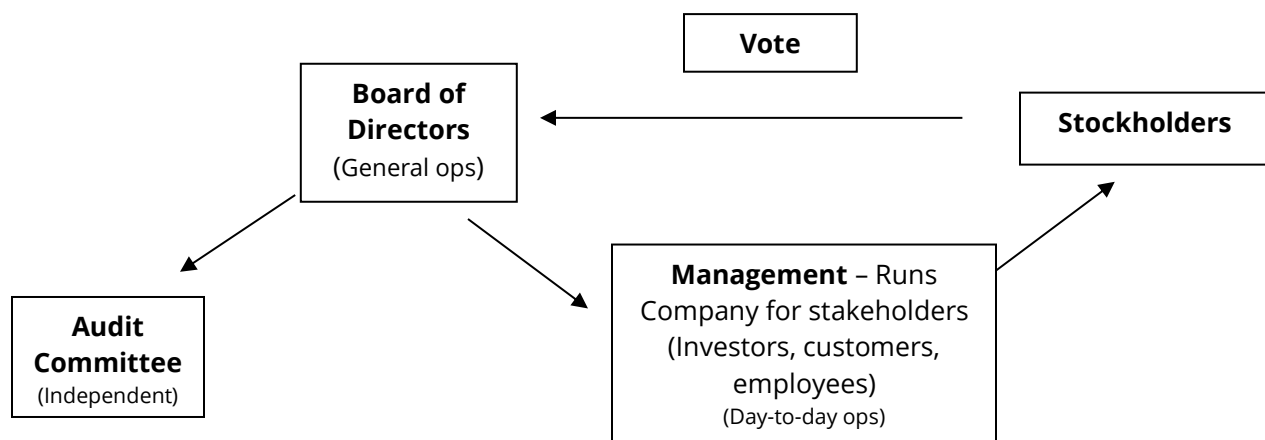 Vote
Board of
Directors
(General ops)
Stockholders
Management – Runs
Company for stakeholders
(Investors, customers,
employees)
(Day-to-day ops)
Audit
Committee
(Independent)